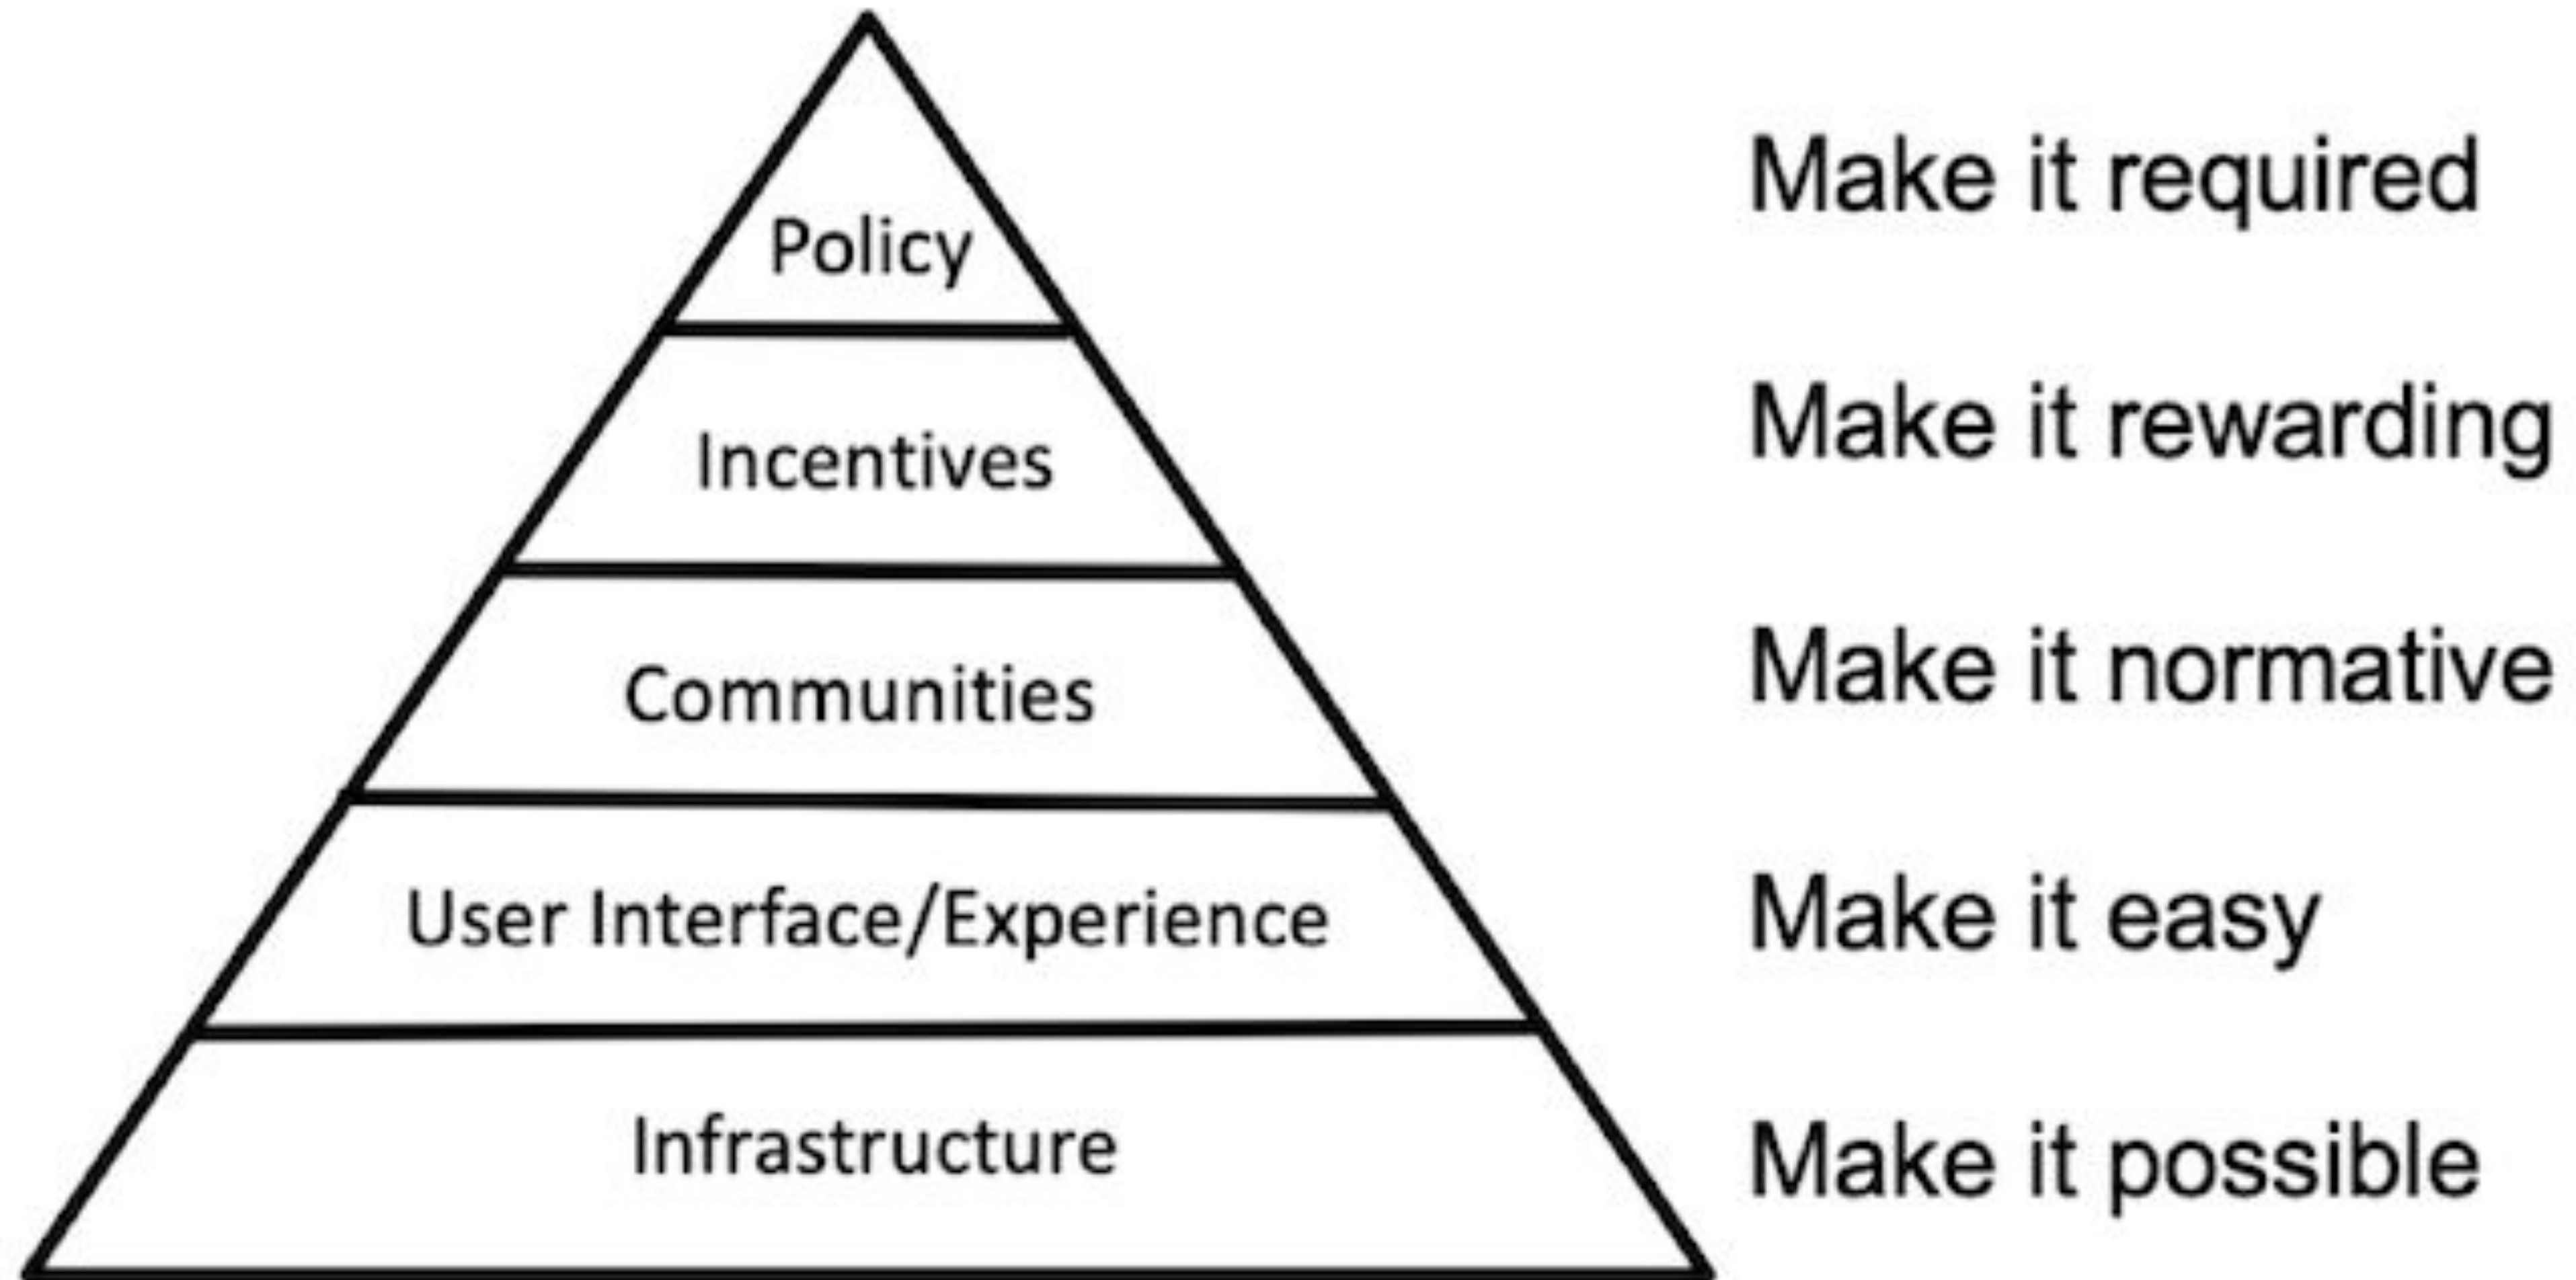 Policy
Make it required
Incentives
Make it rewarding
Communities
Make it normative
User Interface/Experience
Make it easy
Infrastructure
Make it possible